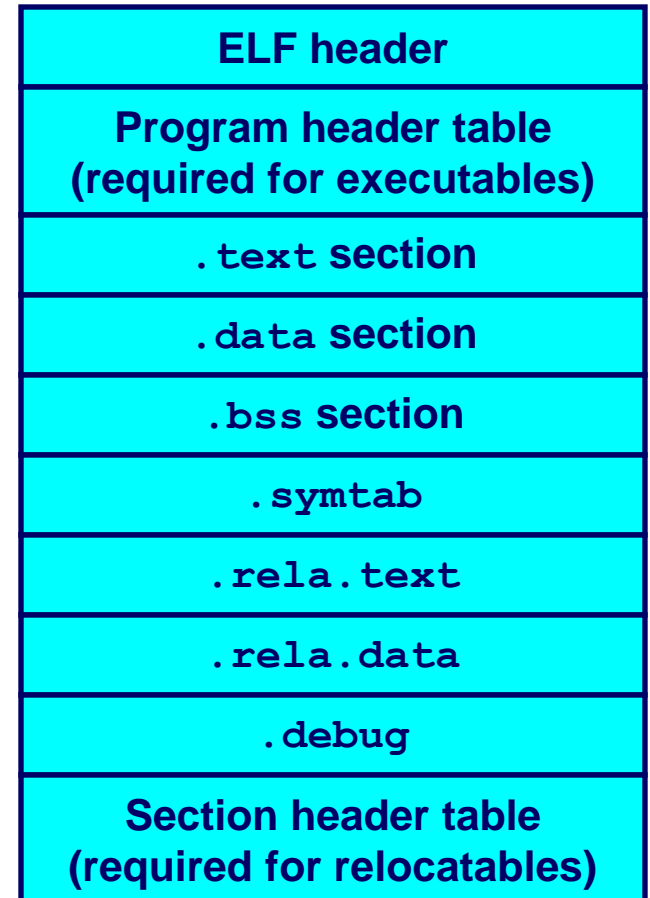 ELF header
Program header table
(required for executables)
.text section
.data section
.bss section
.symtab
.rela.text
.rela.data
.debug
Section header table
(required for relocatables)